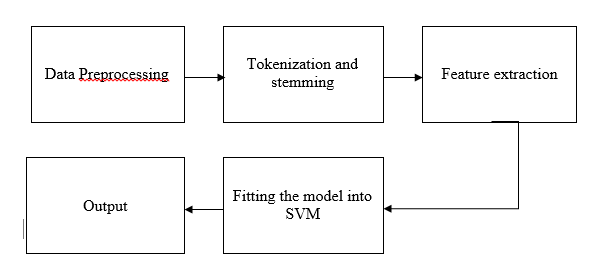 Data Preprocessing
Tokenization and
stemming
Feature extraction
Fitting the model into
SVM
Output